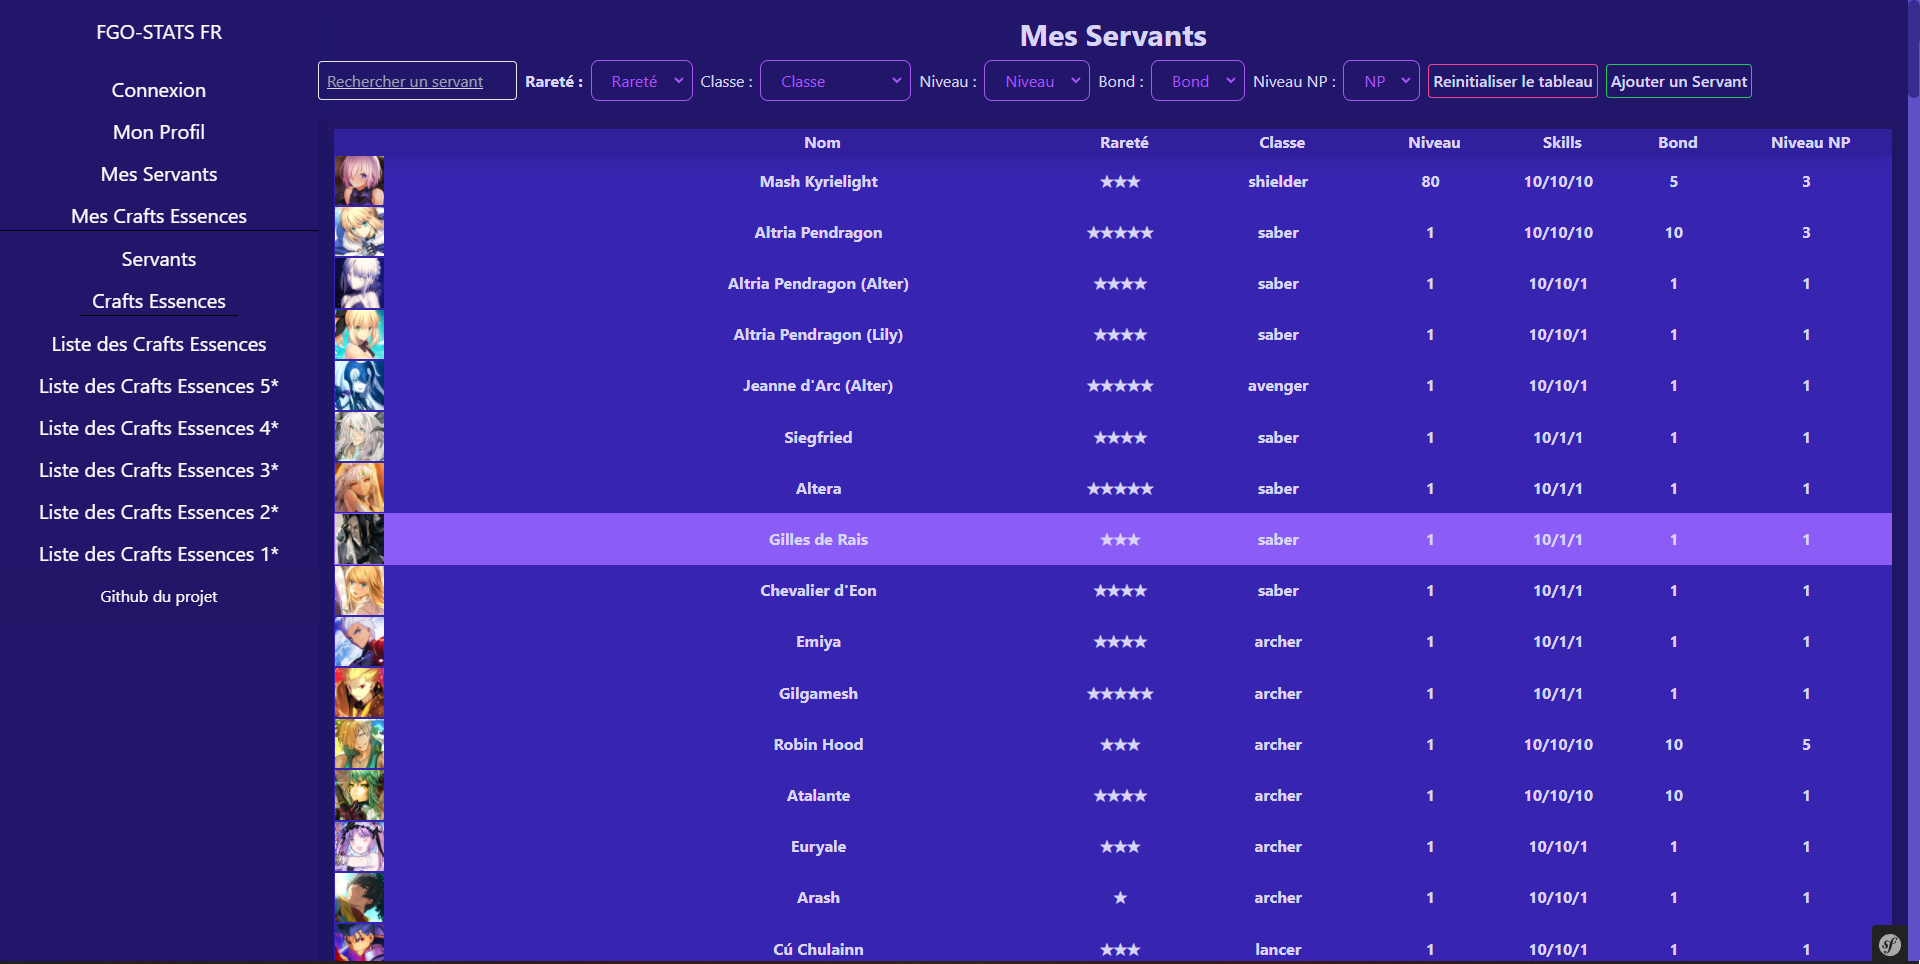 FGO-STATS FR
Connexion
Mon Profil
Mes Servants
Mes Crafts Essences
Servants
Crafts Essences
Liste des Crafts Essences
Liste des Crafts Essences 5*
Liste des Crafts Essences 4*
Liste des Crafts Essences 3*
Liste des Crafts Essences 2*
Liste des Crafts Essences 1*
Github du projet
Mes Servants
Rechercher un servant Rareté : Rareté Classe : Classe Niveau : Niveau Bond : Bond Niveau NP : NP Reinitialiser le tableau Ajouter un Servant
Nom Rareté Classe Niveau Skills Bond Niveau NP
Mash Kyrielight ★★★ shielder 80 10/10/10 5 3
Altria Pendragon ★★★★★ saber 1 10/10/10 10 3
Altria Pendragon (Alter) ★★★★ saber 1 10/10/1 1 1
Altria Pendragon (Lily) ★★★★ saber 1 10/10/1 1 1
Jeanne d'Arc (Alter) ★★★★★ avenger 1 10/10/1 1 1
Siegfried ★★★★ saber 1 10/1/1 1 1
Altera ★★★★★ saber 1 10/1/1 1 1
Gilles de Rais ★★★ saber 1 10/1/1 1 1
Chevalier d'Eon ★★★★ saber 1 10/1/1 1 1
Emiya ★★★★ archer 1 10/1/1 1 1
Gilgamesh ★★★★★ archer 1 10/1/1 1 1
Robin Hood ★★★ archer 1 10/10/10 10 5
Atalante ★★★★ archer 1 10/10/10 10 1
Euryale ★★★ archer 1 10/10/1 1 1
Arash ★ archer 1 10/10/1 1 1
Cú Chulainn ★★★ lancer 1 10/10/1 1 1
sf